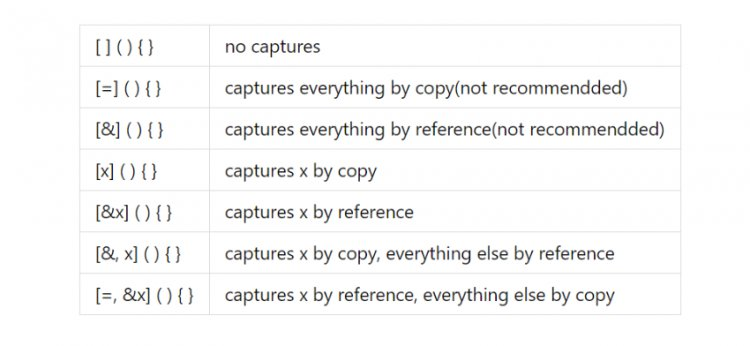 [ ] ( ) { } no captures
[=] ( ) { } captures everything by copy(not recommendded)
[&] ( ) { } captures everything by reference(not recommendded)
[x] ( ) { } captures x by copy
[&x] ( ) { } captures x by reference
[&, x] ( ) { } captures x by copy, everything else by reference
[=, &x] ( ) { } captures x by reference, everything else by copy